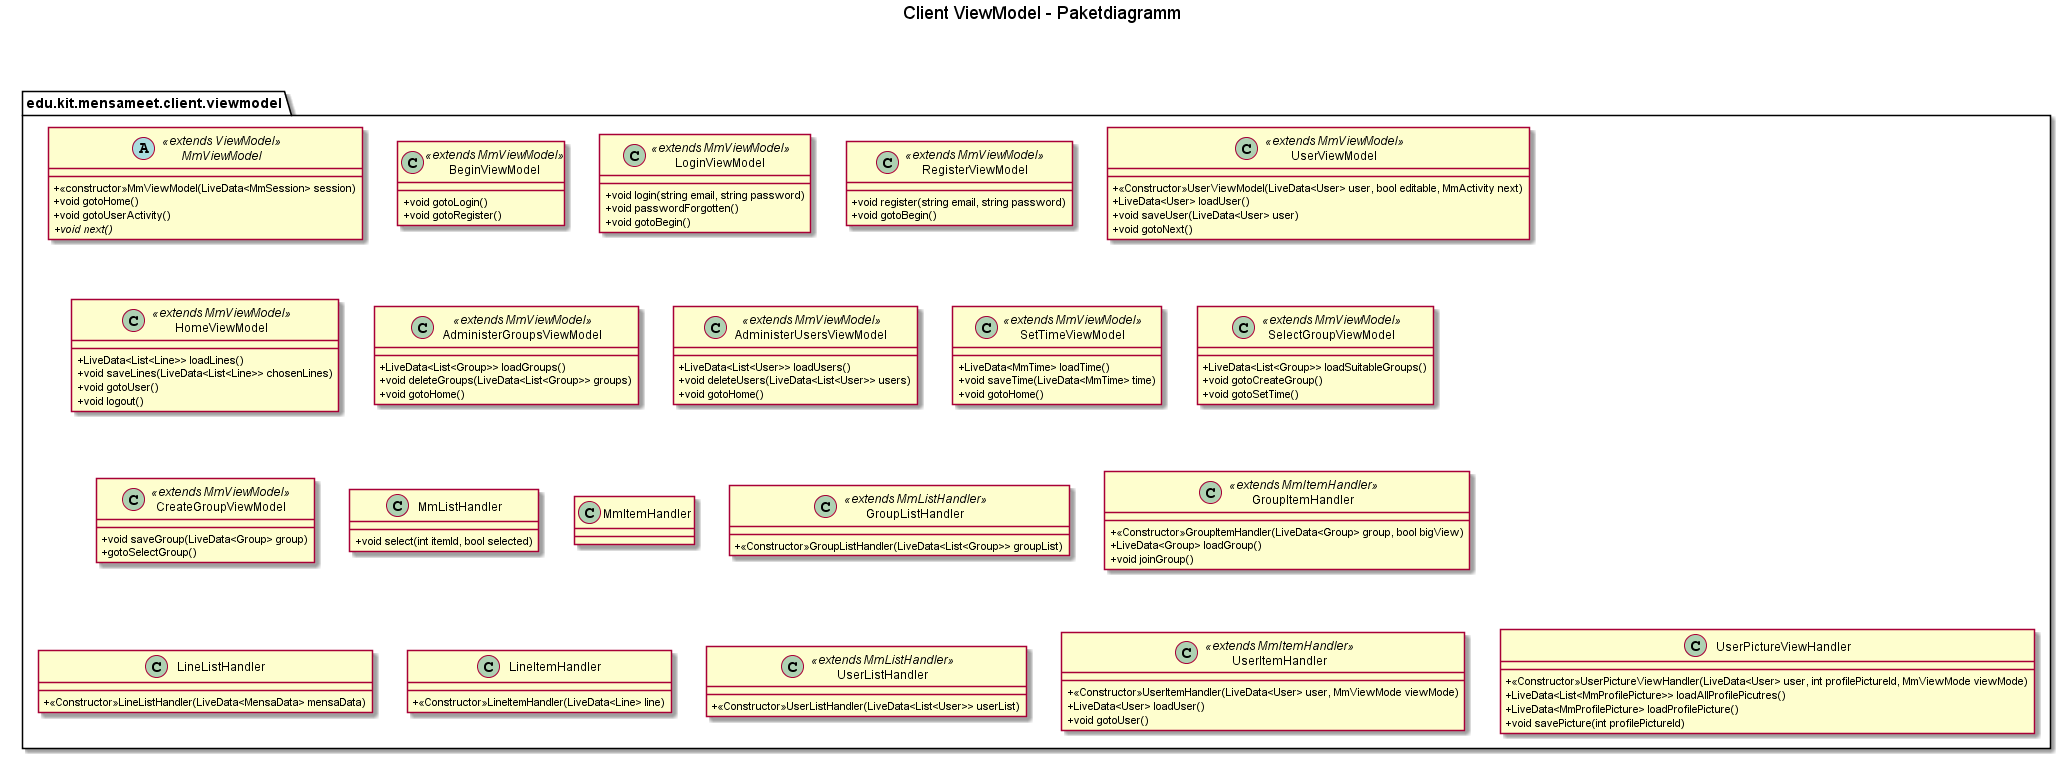 Client ViewModel - Paketdiagramm
edu.kit.mensameet.client.viewmodel
A
«extends ViewModel»
MmViewModel
+«constructor»MmViewModel(LiveData<MmSession> session)
+void gotoHome()
+void gotoUserActivity()
+void next()
C
«extends MmViewModel»
BeginViewModel
+void gotoLogin()
+void gotoRegister()
C
«extends MmViewModel»
LoginViewModel
+void login(string email, string password)
+void passwordForgotten()
+void gotoBegin()
C
«extends MmViewModel»
RegisterViewModel
+void register(string email, string password)
+void gotoBegin()
C
«extends MmViewModel»
UserViewModel
+«Constructor»UserViewModel(LiveData<User> user, bool editable, MmActivity next)
+LiveData<User> loadUser()
+void saveUser(LiveData<User> user)
+void gotoNext()
C
«extends MmViewModel»
HomeViewModel
+LiveData<List<Line>> loadLines()
+void saveLines(LiveData<List<Line>> chosenLines)
+void gotoUser()
+void logout()
C
«extends MmViewModel»
AdministerGroupsViewModel
+LiveData<List<Group>> loadGroups()
+void deleteGroups(LiveData<List<Group>> groups)
+void gotoHome()
C
«extends MmViewModel»
AdministerUsersViewModel
+LiveData<List<User>> loadUsers()
+void deleteUsers(LiveData<List<User>> users)
+void gotoHome()
C
«extends MmViewModel»
SetTimeViewModel
+LiveData<MmTime> loadTime()
+void saveTime(LiveData<MmTime> time)
+void gotoHome()
C
«extends MmViewModel»
SelectGroupViewModel
+LiveData<List<Group>> loadSuitableGroups()
+void gotoCreateGroup()
+void gotoSetTime()
C
«extends MmViewModel»
CreateGroupViewModel
+void saveGroup(LiveData<Group> group)
+gotoSelectGroup()
C
MmListHandler
+void select(int itemId, bool selected)
C
MmItemHandler
C
«extends MmListHandler»
GroupListHandler
+«Constructor»GroupListHandler(LiveData<List<Group>> groupList)
C
«extends MmItemHandler»
GroupItemHandler
+«Constructor»GroupItemHandler(LiveData<Group> group, bool bigView)
+LiveData<Group> loadGroup()
+void joinGroup()
C
LineListHandler
+«Constructor»LineListHandler(LiveData<MensaData> mensaData)
C
LineItemHandler
+«Constructor»LineItemHandler(LiveData<Line> line)
C
«extends MmListHandler»
UserListHandler
+«Constructor»UserListHandler(LiveData<List<User>> userList)
C
«extends MmItemHandler»
UserItemHandler
+«Constructor»UserItemHandler(LiveData<User> user, MmViewMode viewMode)
+LiveData<User> loadUser()
+void gotoUser()
C
UserPictureViewHandler
+«Constructor»UserPictureViewHandler(LiveData<User> user, int profilePictureId, MmViewMode viewMode)
+LiveData<List<MmProfilePicture>> loadAllProfilePicutres()
+LiveData<MmProfilePicture> loadProfilePicture()
+void savePicture(int profilePictureId)